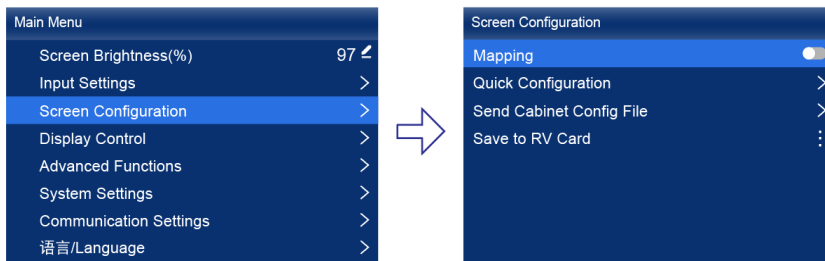 Main Menu
Screen Brightness(%) 97
Input Settings
Screen Configuration
Display Control
Advanced Functions
System Settings
Communication Settings
语言/Language
Screen Configuration
Mapping
Quick Configuration
Send Cabinet Config File
Save to RV Card